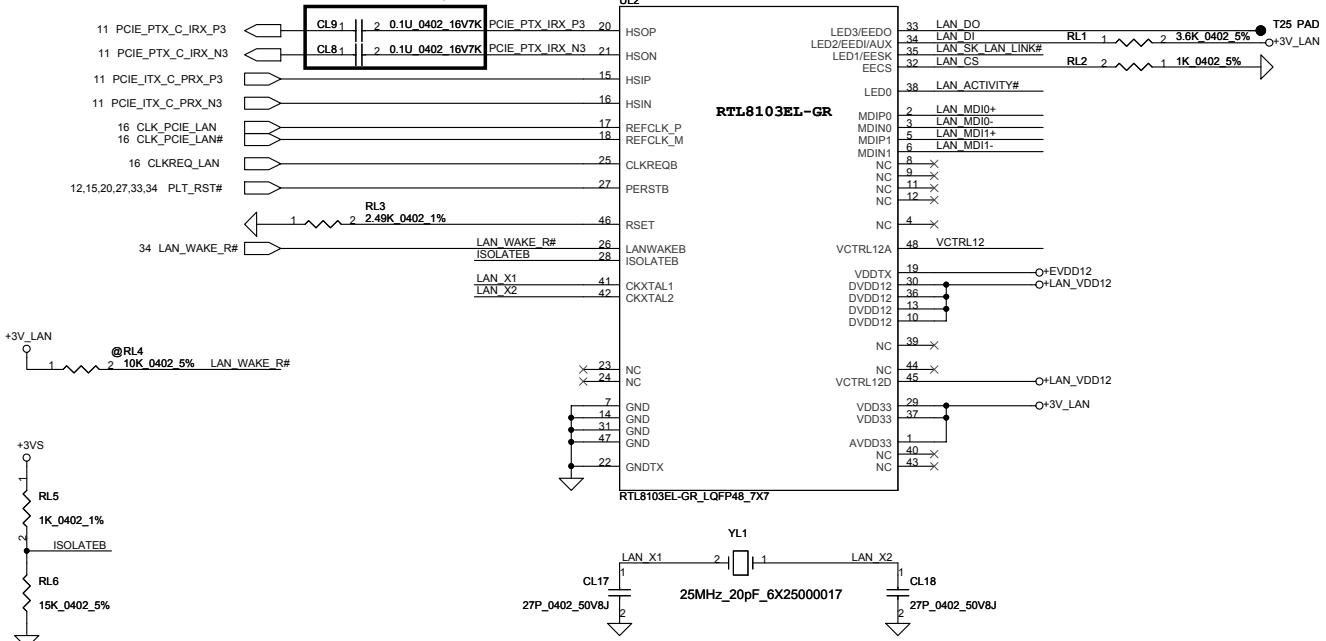 UL2
11 PCIE_PTX_C_IRX_P3 CL9 1 2 0.1U_0402_16V7K PCIE_PTX_IRX_P3 20 HSOP
11 PCIE_PTX_C_IRX_N3 CL8 1 2 0.1U_0402_16V7K PCIE_PTX_IRX_N3 21 HSON
11 PCIE_ITX_C_PRX_P3 15 HSIP
11 PCIE_ITX_C_PRX_N3 16 HSIN
16 CLK_PCIE_LAN 17 REFCLK_P
16 CLK_PCIE_LAN# 18 REFCLK_M
16 CLKREQ_LAN 25 CLKREQB
12,15,20,27,33,34 PLT_RST# 27 PERSTB
RL3
1 2 2.49K_0402_1% 46 RSET
34 LAN_WAKE_R# LAN_WAKE_R# 26 LANWAKEB
ISOLATEB 28 ISOLATEB
LAN_X1 41 CKXTAL1
LAN_X2 42 CKXTAL2
23 NC
24 NC
7 GND
14 GND
31 GND
47 GND
22 GNDTX
RTL8103EL-GR
LED3/EEDO 33 LAN_DO T25 PAD
LED2/EEDI/AUX 34 LAN_DI RL1 1 2 3.6K_0402_5% +3V_LAN
LED1/EESK 35 LAN_SK_LAN_LINK#
EECS 32 LAN_CS RL2 2 1 1K_0402_5%
LED0 38 LAN_ACTIVITY#
MDIP0 2 LAN_MDI0+
MDIN0 3 LAN_MDI0-
MDIP1 5 LAN_MDI1+
MDIN1 6 LAN_MDI1-
NC 8
NC 9
NC 11
NC 12
NC 4
VCTRL12A 48 VCTRL12
VDDTX 19 +EVDD12
DVDD12 30 +LAN_VDD12
DVDD12 36
DVDD12 13
DVDD12 10
NC 39
NC 44
VCTRL12D 45 +LAN_VDD12
VDD33 29 +3V_LAN
VDD33 37
AVDD33 1
NC 40
NC 43
RTL8103EL-GR_LQFP48_7X7
+3V_LAN
@RL4
1 2 10K_0402_5% LAN_WAKE_R#
+3VS
1
RL5
1K_0402_1%
2
ISOLATEB
RL6
15K_0402_5%
YL1
LAN_X1 2 1 LAN_X2
25MHz_20pF_6X25000017
1 CL17
27P_0402_50V8J
2
1 CL18
27P_0402_50V8J
2